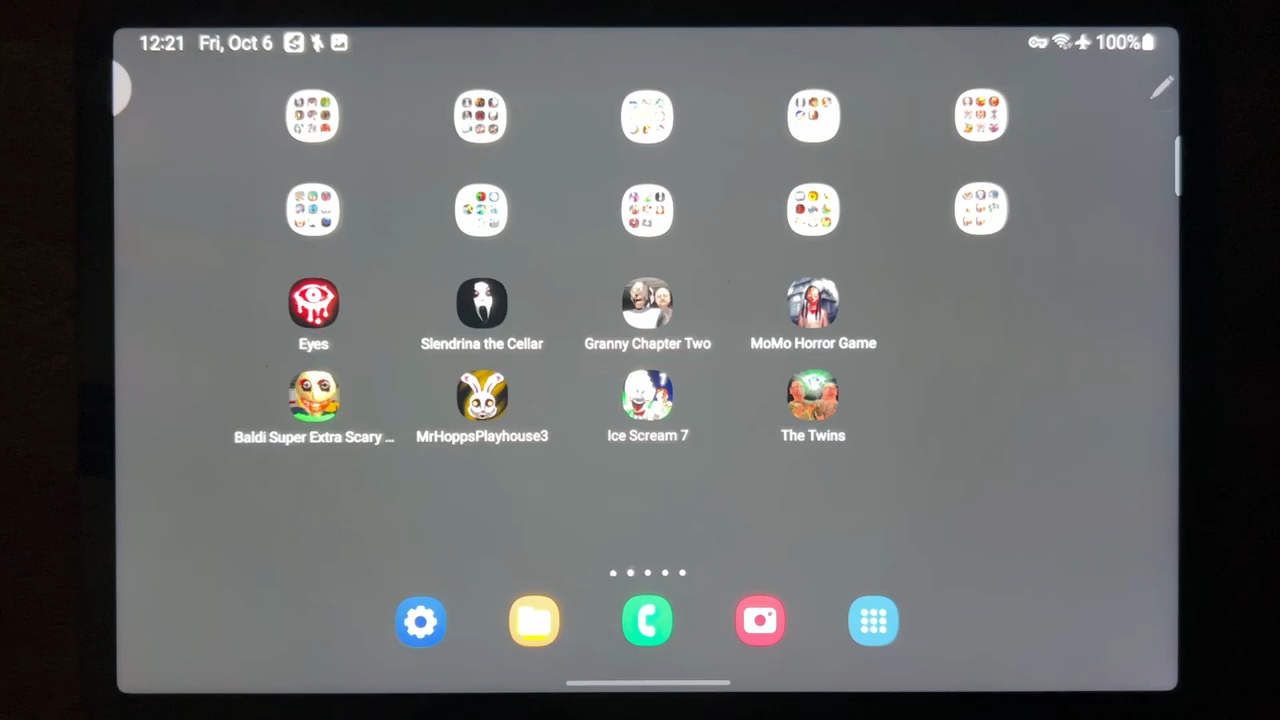 12:21 Fri, Oct 6 100%
Eyes Slendrina the Cellar Granny Chapter Two MoMo Horror Game
Baldi Super Extra Scary ... MrHoppsPlayhouse3 Ice Scream 7 The Twins